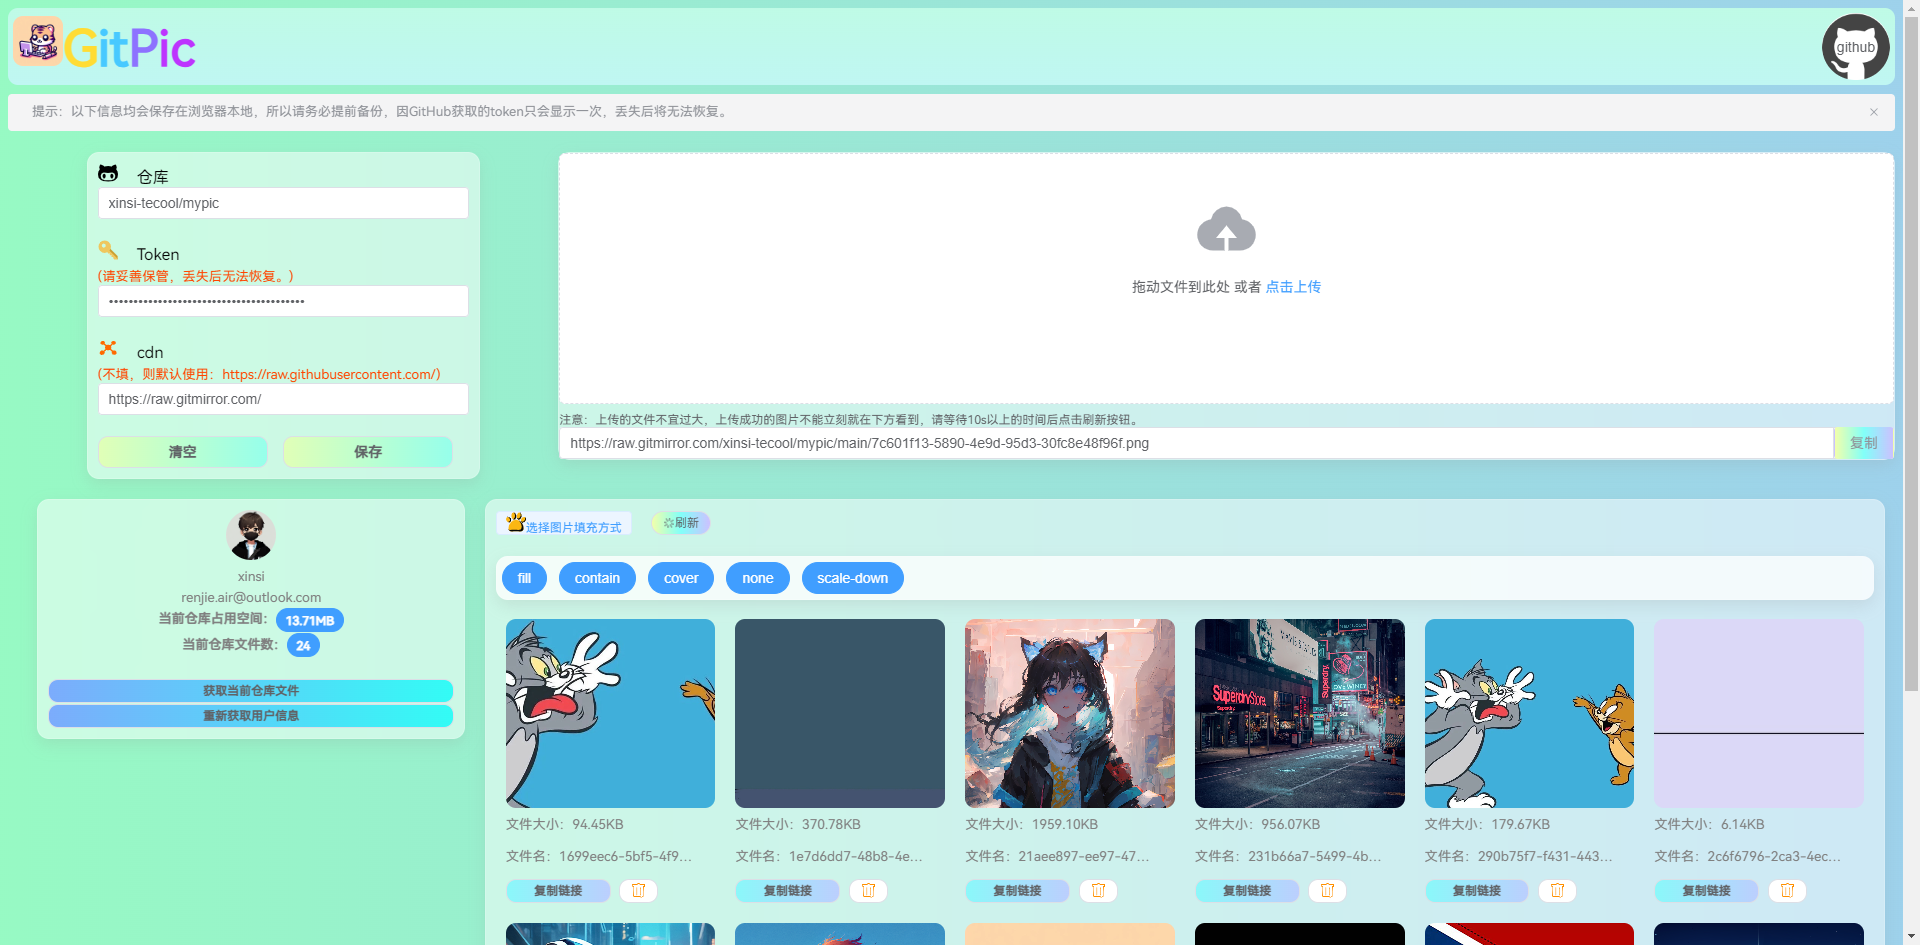 GitPic
github
提示：以下信息均会保存在浏览器本地，所以请务必提前备份，因GitHub获取的token只会显示一次，丢失后将无法恢复。
仓库
xinsi-tecool/mypic
Token
(请妥善保管，丢失后无法恢复。)
cdn
(不填，则默认使用：https://raw.githubusercontent.com/)
https://raw.gitmirror.com/
清空 保存
拖动文件到此处 或者 点击上传
注意：上传的文件不宜过大，上传成功的图片不能立刻就在下方看到，请等待10s以上的时间后点击刷新按钮。
https://raw.gitmirror.com/xinsi-tecool/mypic/main/7c601f13-5890-4e9d-95d3-30fc8e48f96f.png 复制
xinsi
renjie.air@outlook.com
当前仓库占用空间： 13.71MB
当前仓库文件数： 24
获取当前仓库文件
重新获取用户信息
选择图片填充方式 刷新
fill contain cover none scale-down
Superdry Store.
Superdry
文件大小：94.45KB 文件大小：370.78KB 文件大小：1959.10KB 文件大小：956.07KB 文件大小：179.67KB 文件大小：6.14KB
文件名：1699eec6-5bf5-4f9... 文件名：1e7d6dd7-48b8-4e... 文件名：21aee897-ee97-47... 文件名：231b66a7-5499-4b... 文件名：290b75f7-f431-443... 文件名：2c6f6796-2ca3-4ec...
复制链接 复制链接 复制链接 复制链接 复制链接 复制链接